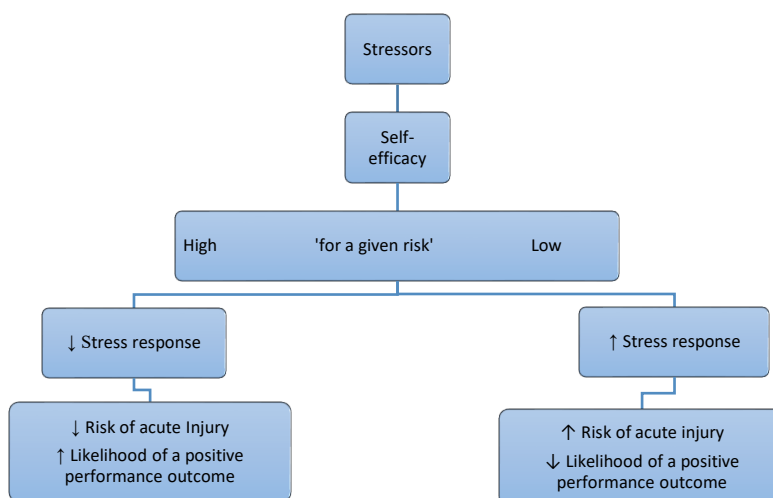 Stressors
Self-
efficacy
High 'for a given risk' Low
↓ Stress response
↑ Stress response
↓ Risk of acute Injury
↑ Likelihood of a positive
performance outcome
↑ Risk of acute injury
↓ Likelihood of a positive
performance outcome